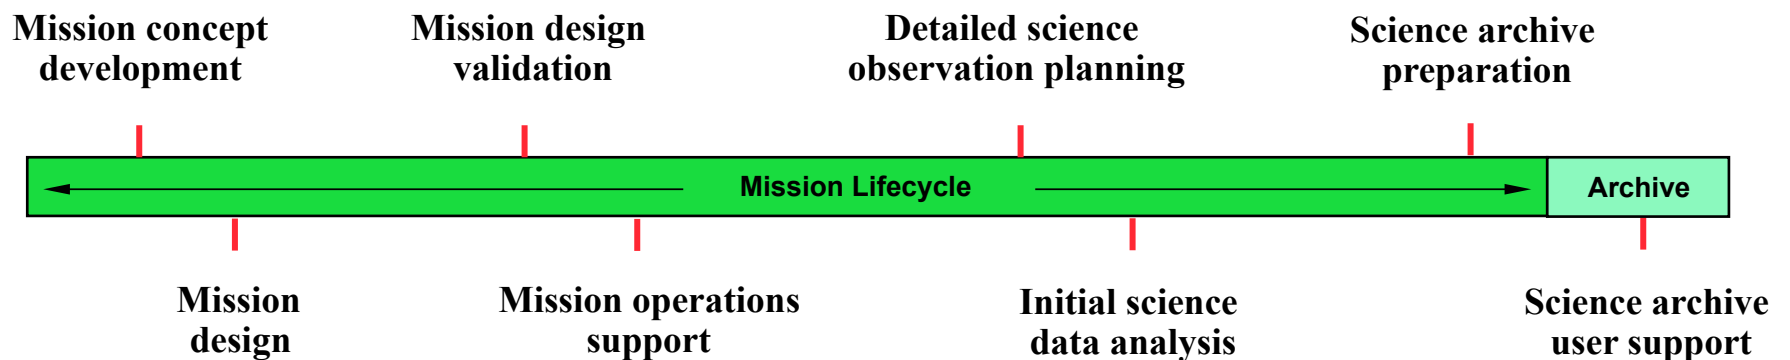 Mission concept
development
Mission design
validation
Detailed science
observation planning
Science archive
preparation
Mission Lifecycle
Archive
Mission
design
Mission operations
support
Initial science
data analysis
Science archive
user support